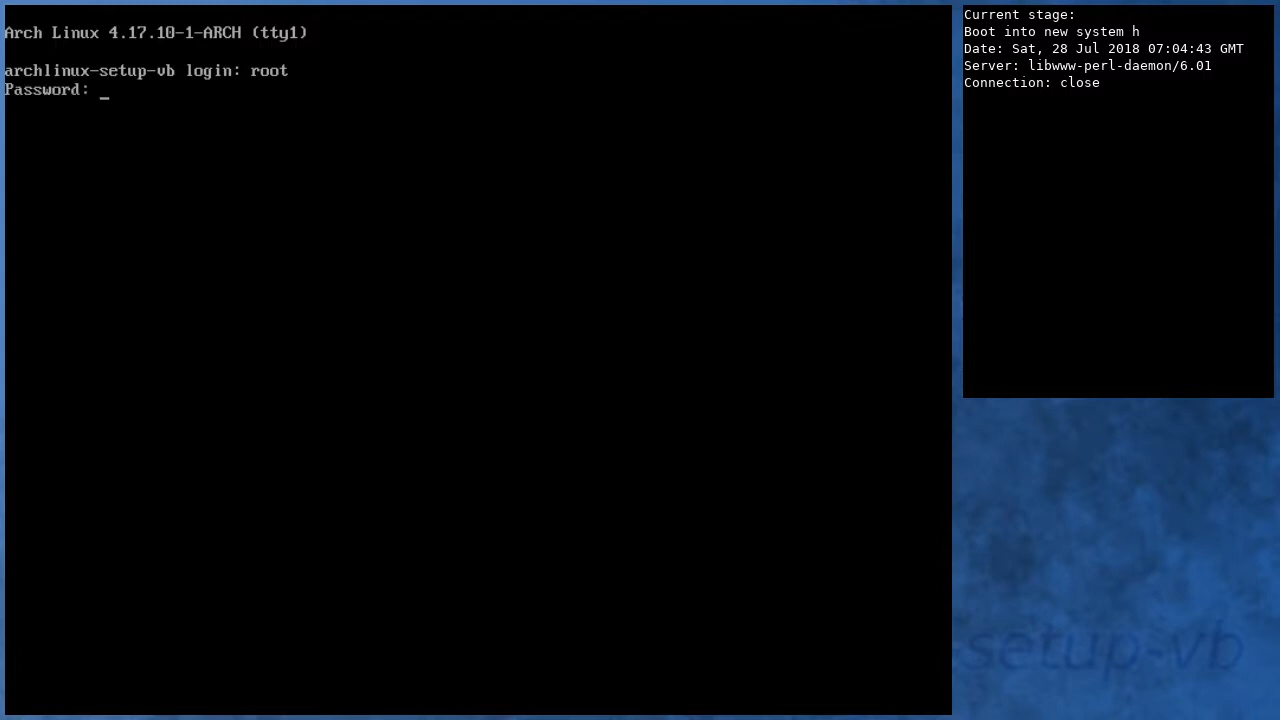 Arch Linux 4.17.10-1-ARCH (tty1)
archlinux-setup-vb login: root
Password: _
Current stage:
Boot into new system h
Date: Sat, 28 Jul 2018 07:04:43 GMT
Server: libwww-perl-daemon/6.01
Connection: close
-setup-vb